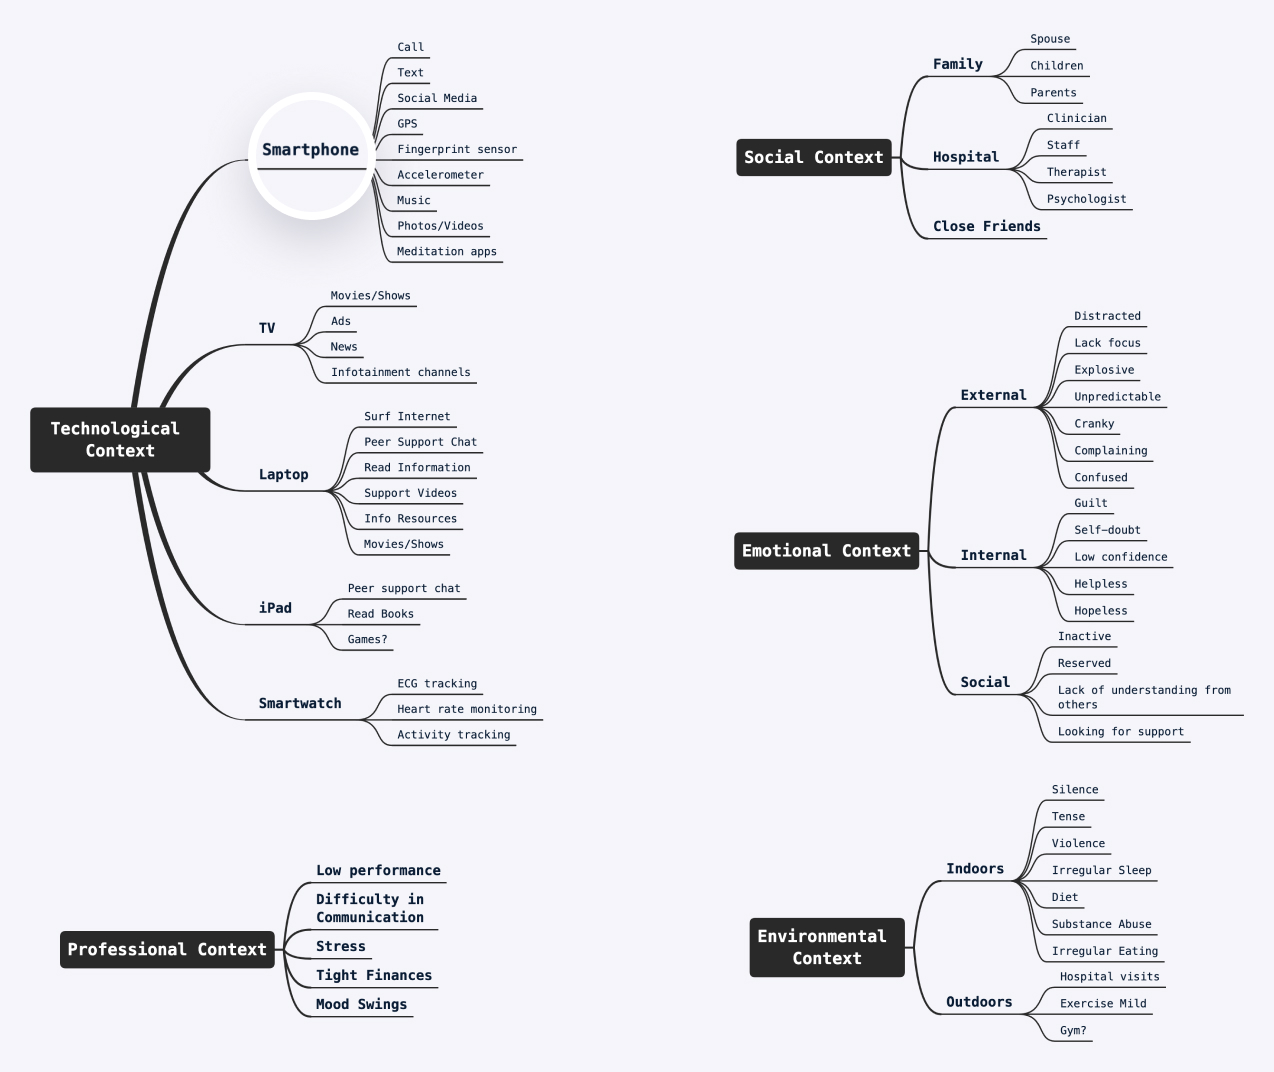 Technological
Context
Smartphone
Call
Text
Social Media
GPS
Fingerprint sensor
Accelerometer
Music
Photos/Videos
Meditation apps
TV
Movies/Shows
Ads
News
Infotainment channels
Laptop
Surf Internet
Peer Support Chat
Read Information
Support Videos
Info Resources
Movies/Shows
iPad
Peer support chat
Read Books
Games?
Smartwatch
ECG tracking
Heart rate monitoring
Activity tracking
Professional Context
Low performance
Difficulty in
Communication
Stress
Tight Finances
Mood Swings
Social Context
Family
Spouse
Children
Parents
Hospital
Clinician
Staff
Therapist
Psychologist
Close Friends
Emotional Context
External
Distracted
Lack focus
Explosive
Unpredictable
Cranky
Complaining
Confused
Internal
Guilt
Self-doubt
Low confidence
Helpless
Hopeless
Social
Inactive
Reserved
Lack of understanding from
others
Looking for support
Environmental
Context
Indoors
Silence
Tense
Violence
Irregular Sleep
Diet
Substance Abuse
Irregular Eating
Outdoors
Hospital visits
Exercise Mild
Gym?